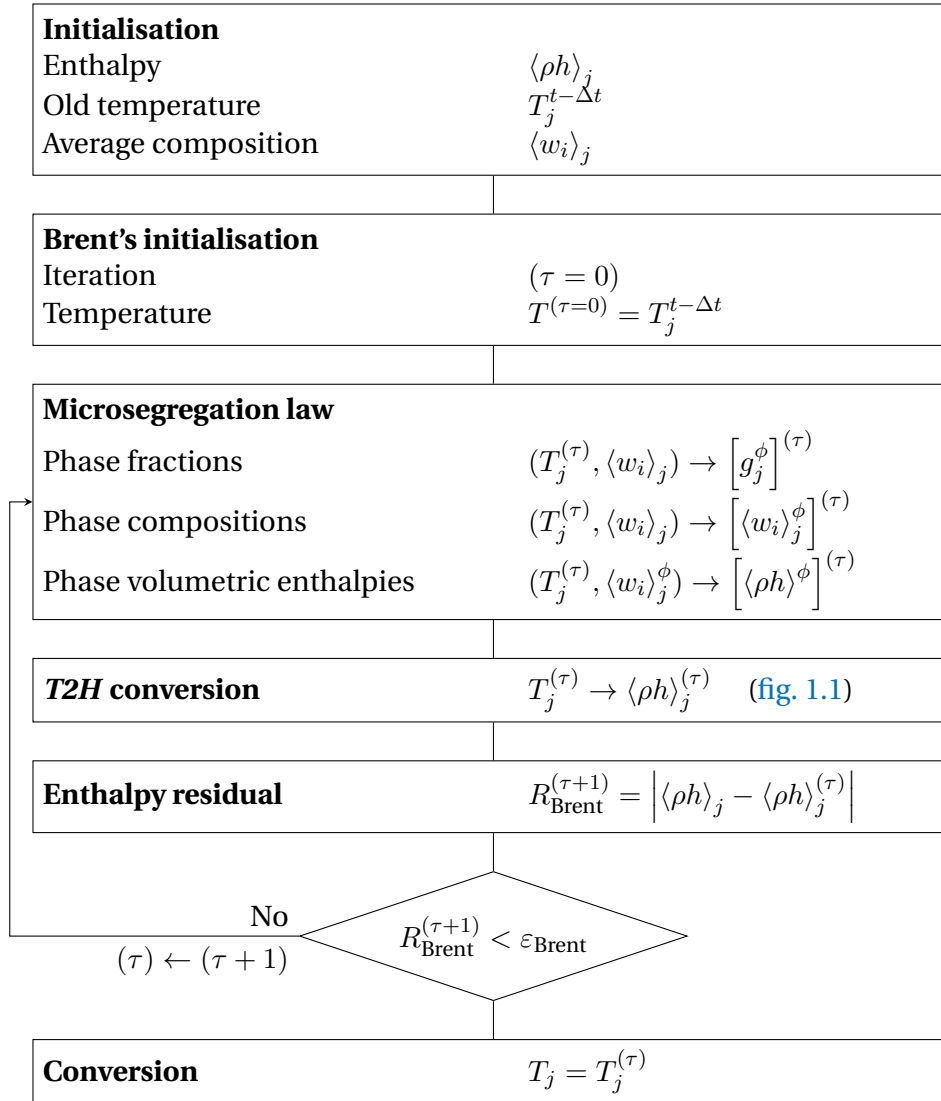 Initialisation
Enthalpy ⟨ρh⟩_j
Old temperature T_j^{t−Δt}
Average composition ⟨w_i⟩_j
Brent's initialisation
Iteration (τ = 0)
Temperature T^{(τ=0)} = T_j^{t−Δt}
Microsegregation law
Phase fractions (T_j^{(τ)}, ⟨w_i⟩_j) → [g_j^ϕ]^{(τ)}
Phase compositions (T_j^{(τ)}, ⟨w_i⟩_j) → [⟨w_i⟩_j^ϕ]^{(τ)}
Phase volumetric enthalpies (T_j^{(τ)}, ⟨w_i⟩_j^ϕ) → [⟨ρh⟩^ϕ]^{(τ)}
T2H conversion T_j^{(τ)} → ⟨ρh⟩_j^{(τ)} (fig. 1.1)
Enthalpy residual R_Brent^{(τ+1)} = |⟨ρh⟩_j − ⟨ρh⟩_j^{(τ)}|
No
R_Brent^{(τ+1)} < ε_Brent
(τ) ← (τ + 1)
Conversion T_j = T_j^{(τ)}